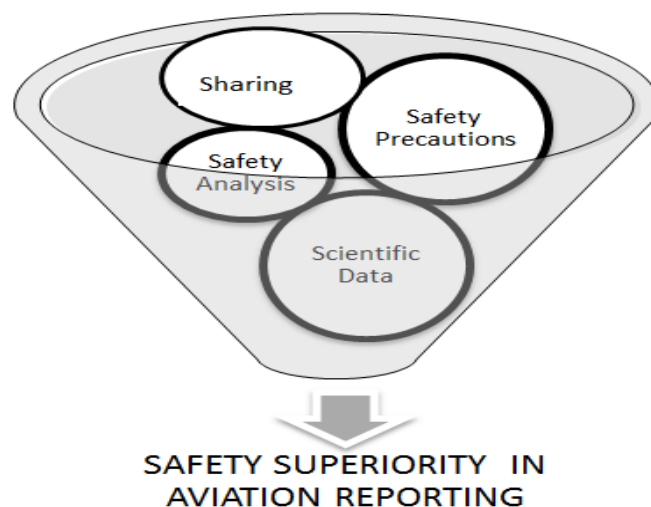 Sharing
Safety
Precautions
Safety
Analysis
Scientific
Data
SAFETY SUPERIORITY IN
AVIATION REPORTING